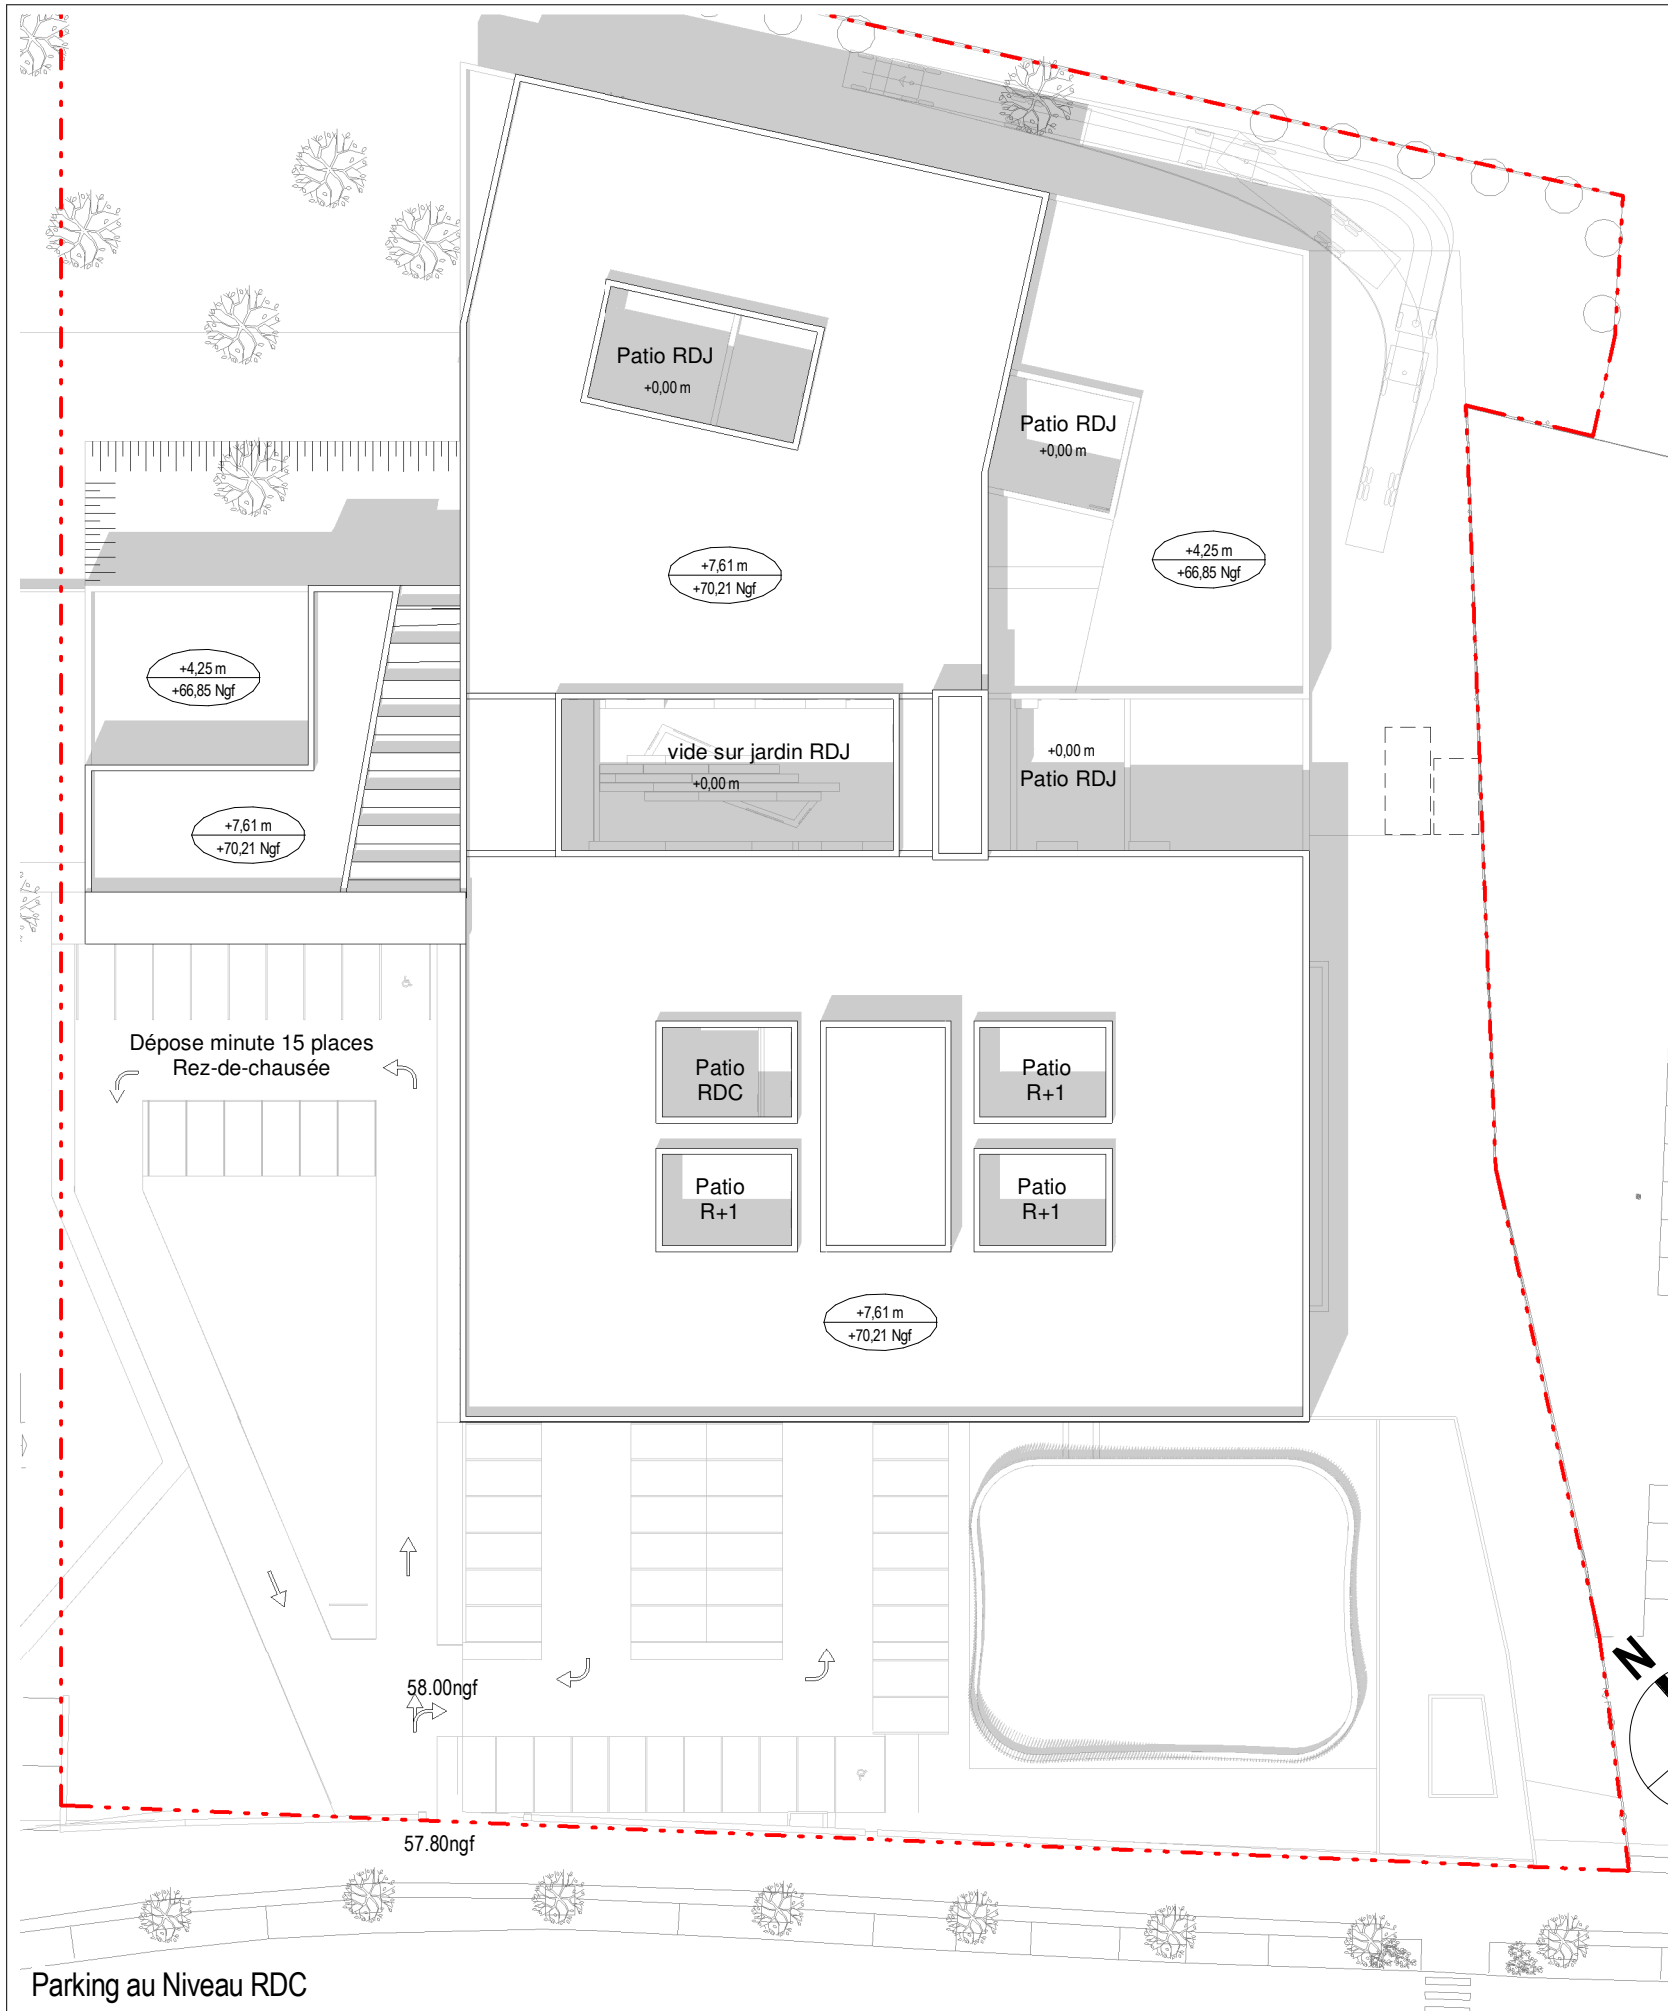 Patio RDJ
+0,00 m
Patio RDJ
+0,00 m
+7,61 m
+70,21 Ngf
+4,25 m
+66,85 Ngf
+4,25 m
+66,85 Ngf
vide sur jardin RDJ
+0,00 m
+0,00 m
Patio RDJ
+7,61 m
+70,21 Ngf
Dépose minute 15 places
Rez-de-chausée
Patio
RDC
Patio
R+1
Patio
R+1
Patio
R+1
+7,61 m
+70,21 Ngf
N
58.00ngf
57.80ngf
Parking au Niveau RDC